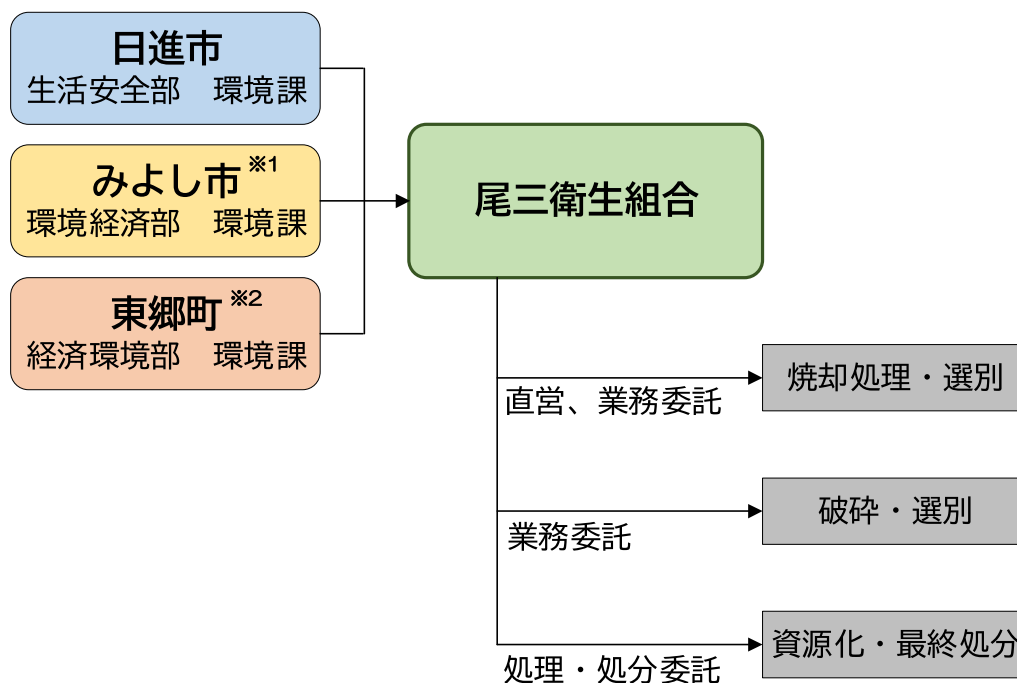 日進市
生活安全部　環境課
みよし市※1
環境経済部　環境課
東郷町※2
経済環境部　環境課
尾三衛生組合
直営、業務委託
焼却処理・選別
業務委託
破砕・選別
処理・処分委託
資源化・最終処分